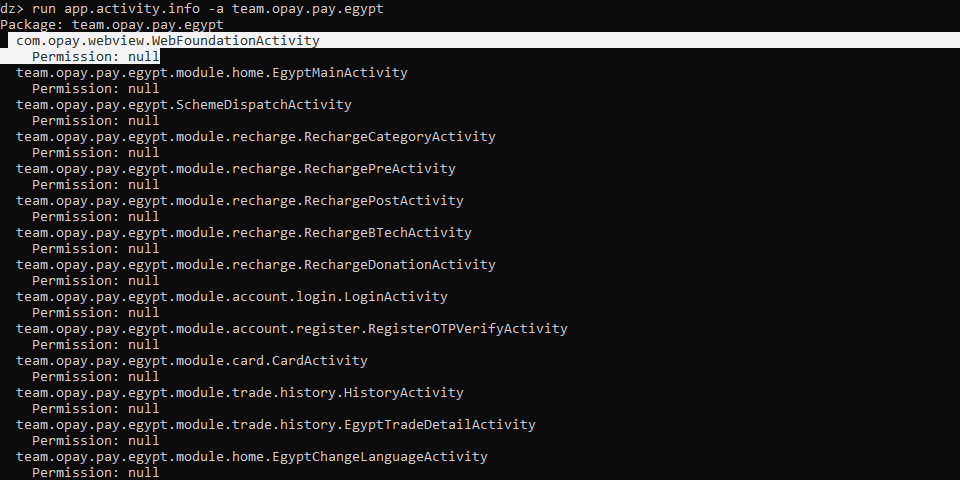 dz> run app.activity.info -a team.opay.pay.egypt
Package: team.opay.pay.egypt
com.opay.webview.WebFoundationActivity
Permission: null
team.opay.pay.egypt.module.home.EgyptMainActivity
Permission: null
team.opay.pay.egypt.SchemeDispatchActivity
Permission: null
team.opay.pay.egypt.module.recharge.RechargeCategoryActivity
Permission: null
team.opay.pay.egypt.module.recharge.RechargePreActivity
Permission: null
team.opay.pay.egypt.module.recharge.RechargePostActivity
Permission: null
team.opay.pay.egypt.module.recharge.RechargeBTechActivity
Permission: null
team.opay.pay.egypt.module.recharge.RechargeDonationActivity
Permission: null
team.opay.pay.egypt.module.account.login.LoginActivity
Permission: null
team.opay.pay.egypt.module.account.register.RegisterOTPVerifyActivity
Permission: null
team.opay.pay.egypt.module.card.CardActivity
Permission: null
team.opay.pay.egypt.module.trade.history.HistoryActivity
Permission: null
team.opay.pay.egypt.module.trade.history.EgyptTradeDetailActivity
Permission: null
team.opay.pay.egypt.module.home.EgyptChangeLanguageActivity
Permission: null